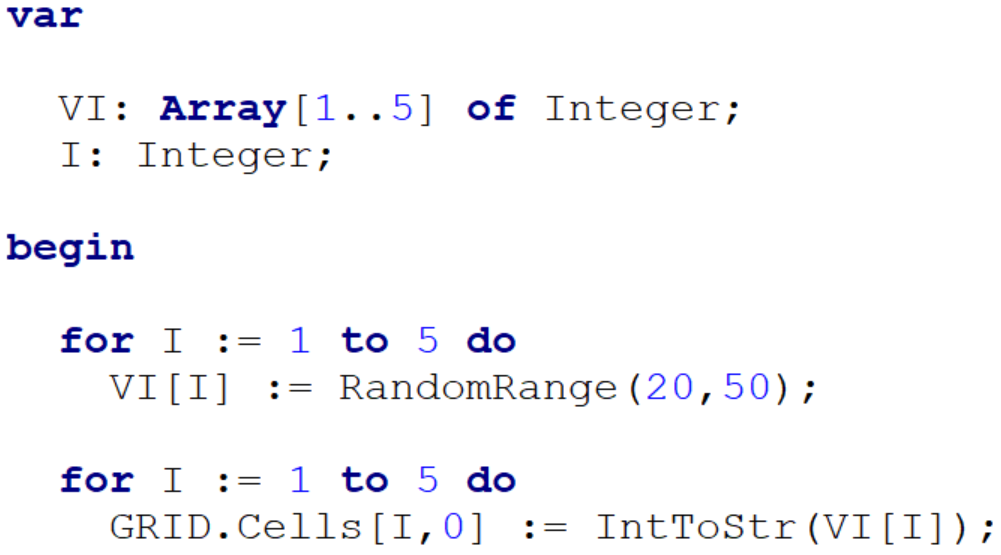 var
VI: Array[1..5] of Integer;
I: Integer;
begin
for I := 1 to 5 do
VI[I] := RandomRange(20,50);
for I := 1 to 5 do
GRID.Cells[I,0] := IntToStr(VI[I]);